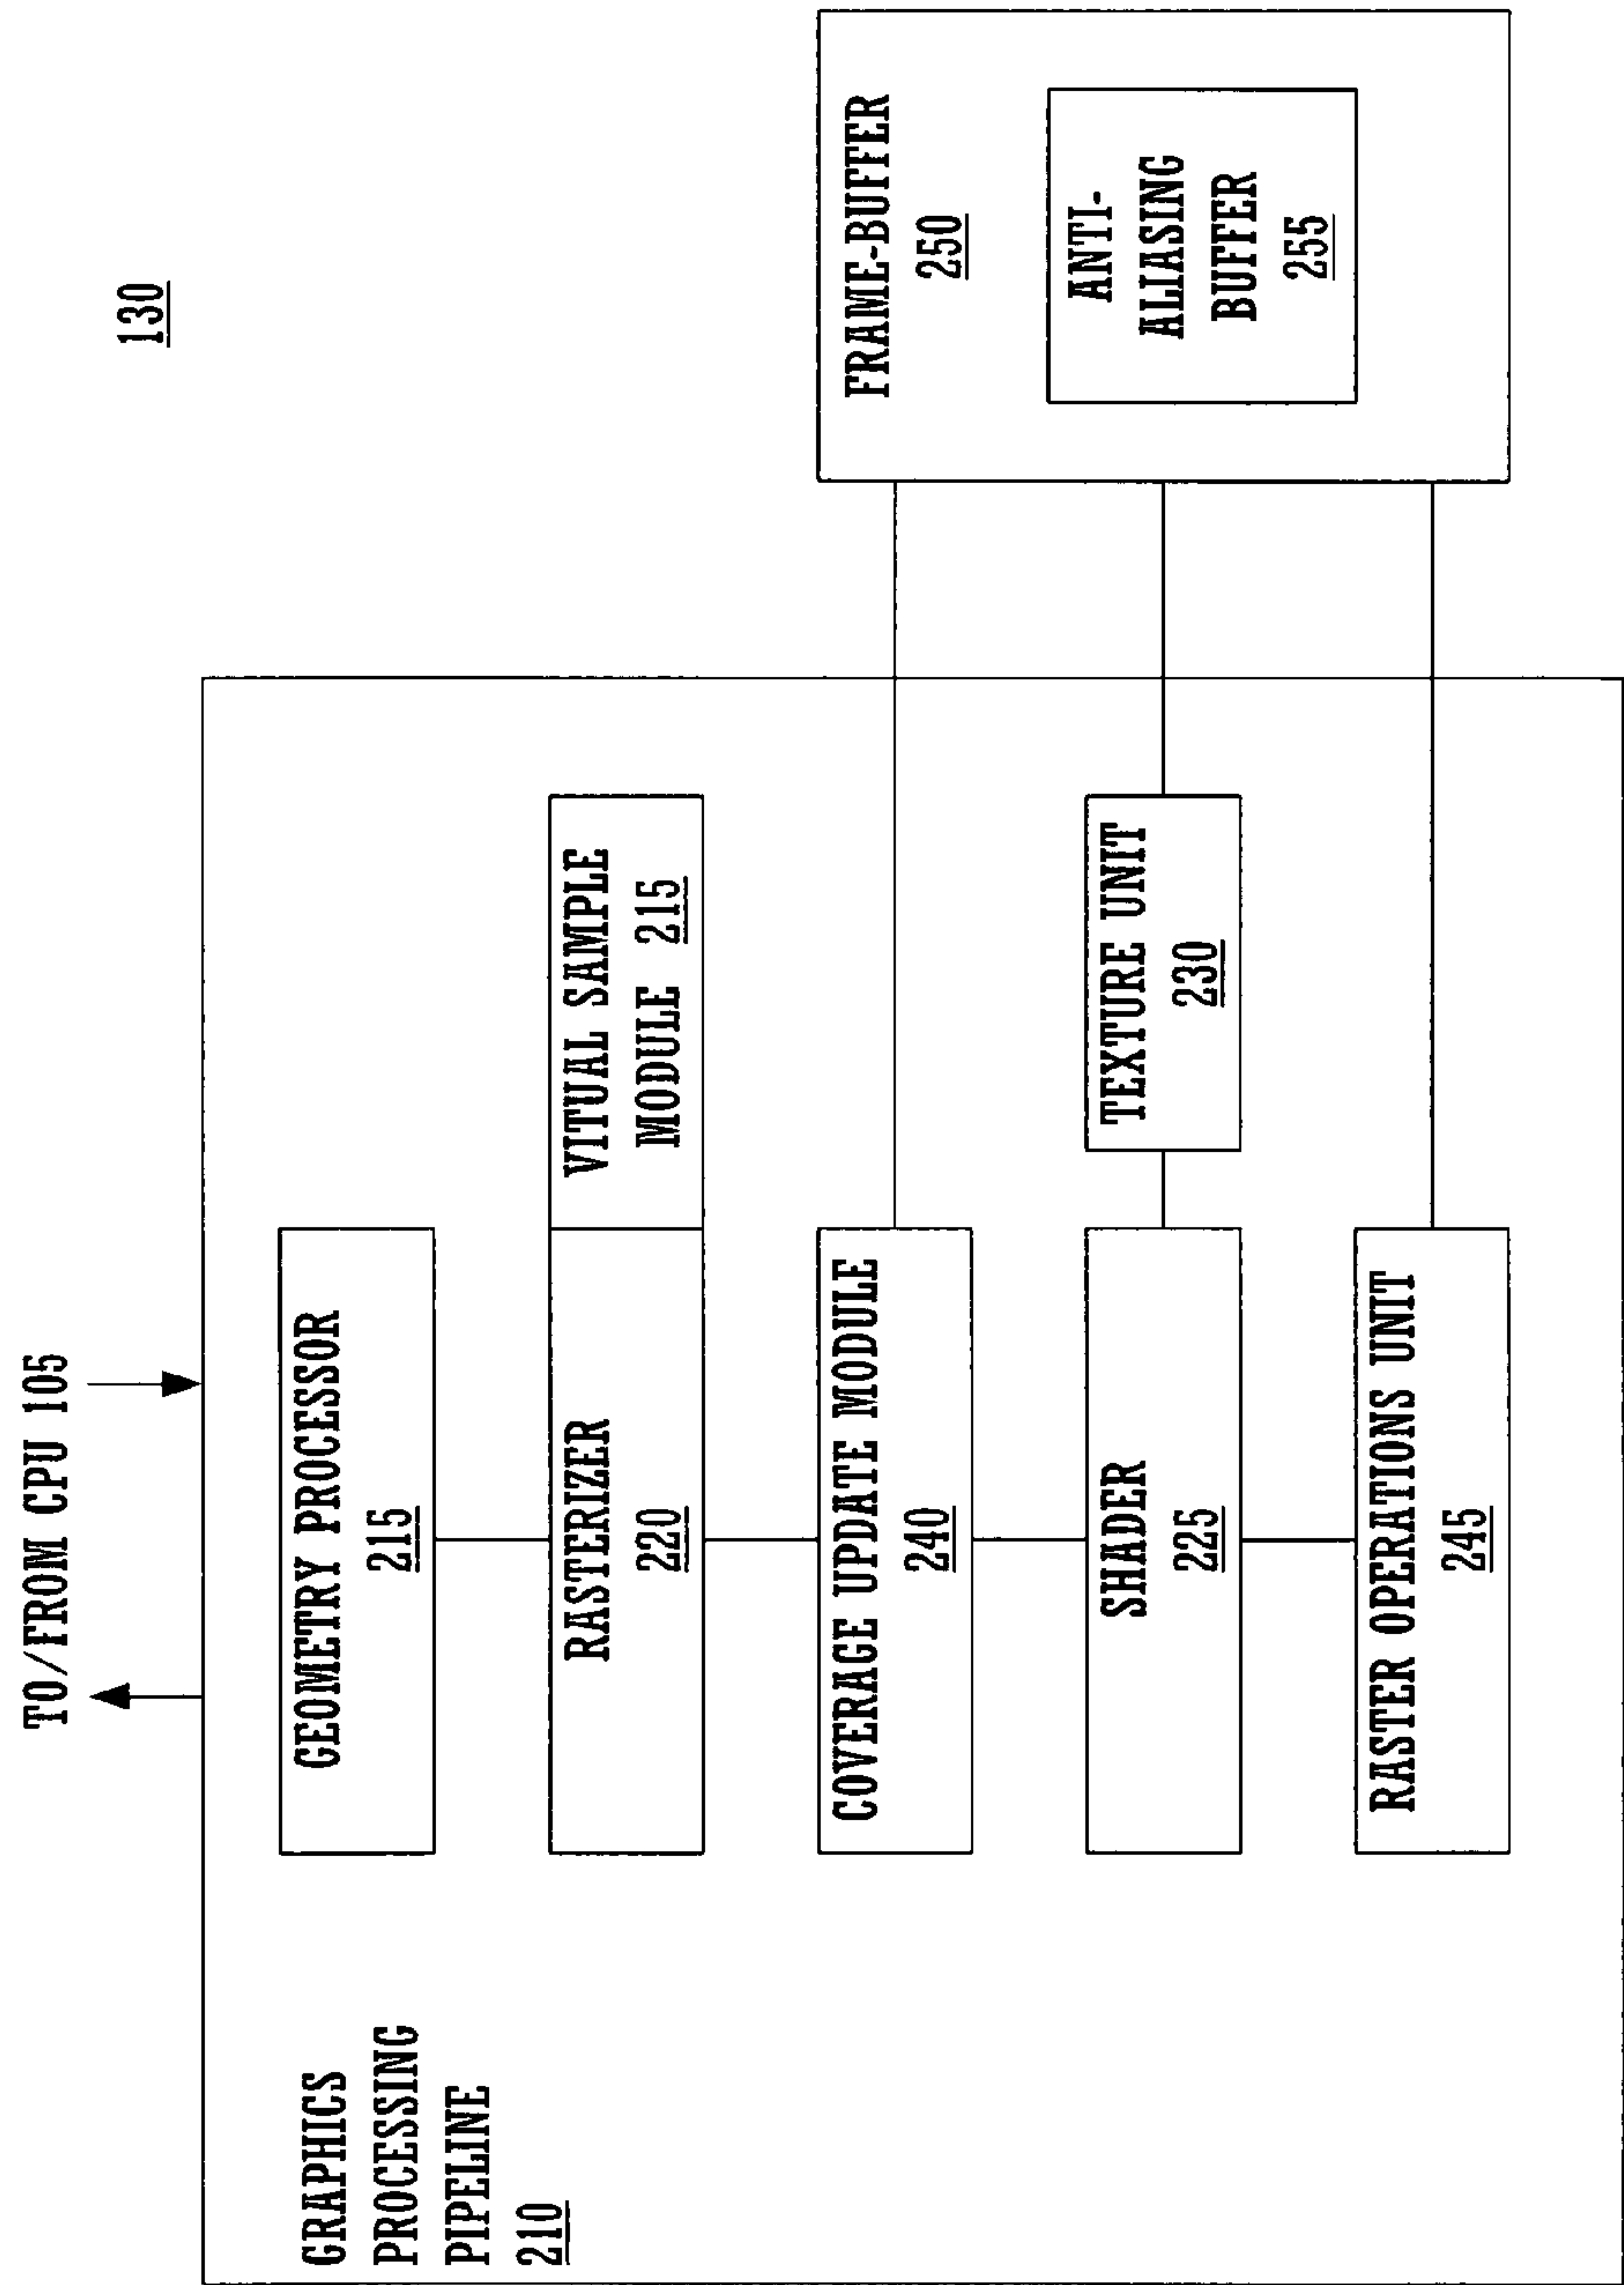 TO/FROM CPU 105
130
GRAPHICS
PROCESSING
PIPELINE
210
GEOMETRY PROCESSOR
215
RASTERIZER
220
VITUAL SAMPLE
MODULE 215
COVERAGE UPDATE MODULE
240
SHADER
225
TEXTURE UNIT
230
RASTER OPERATIONS UNIT
245
FRAME-BUFFER
250
ANTI-
ALIASING
BUFFER
255